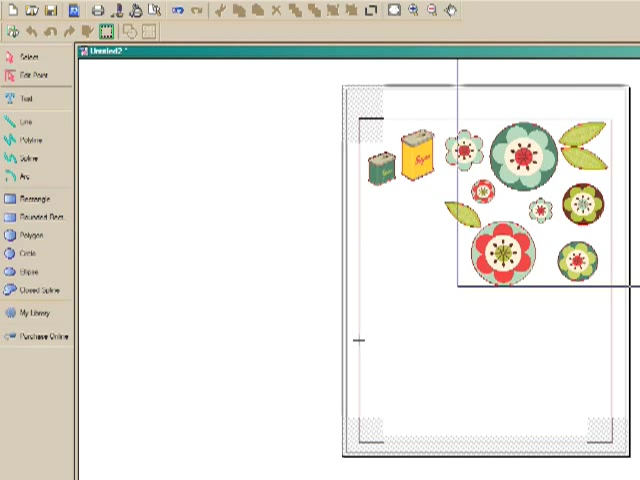 Untitled2 *
Select
Edit Point
Text
Line
Polyline
Spline
Arc
Rectangle
Rounded Rect.
Polygon
Circle
Ellipse
Closed Spline
My Library
Purchase Online